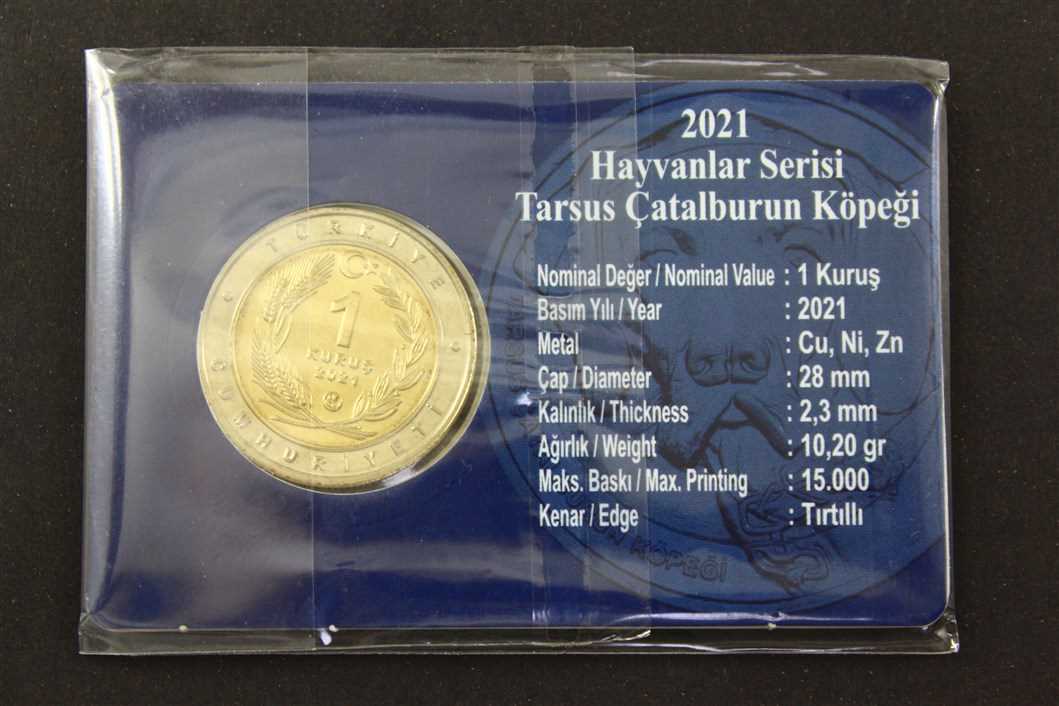 TÜRKİYE
CUMHURİYETİ
1
KURUŞ
2021
2021
Hayvanlar Serisi
Tarsus Çatalburun Köpeği
Nominal Değer / Nominal Value : 1 Kuruş
Basım Yılı / Year : 2021
Metal : Cu, Ni, Zn
Çap / Diameter : 28 mm
Kalınlık / Thickness : 2,3 mm
Ağırlık / Weight : 10,20 gr
Maks. Baskı / Max. Printing : 15.000
Kenar / Edge : Tırtıllı
KÖPEĞİ